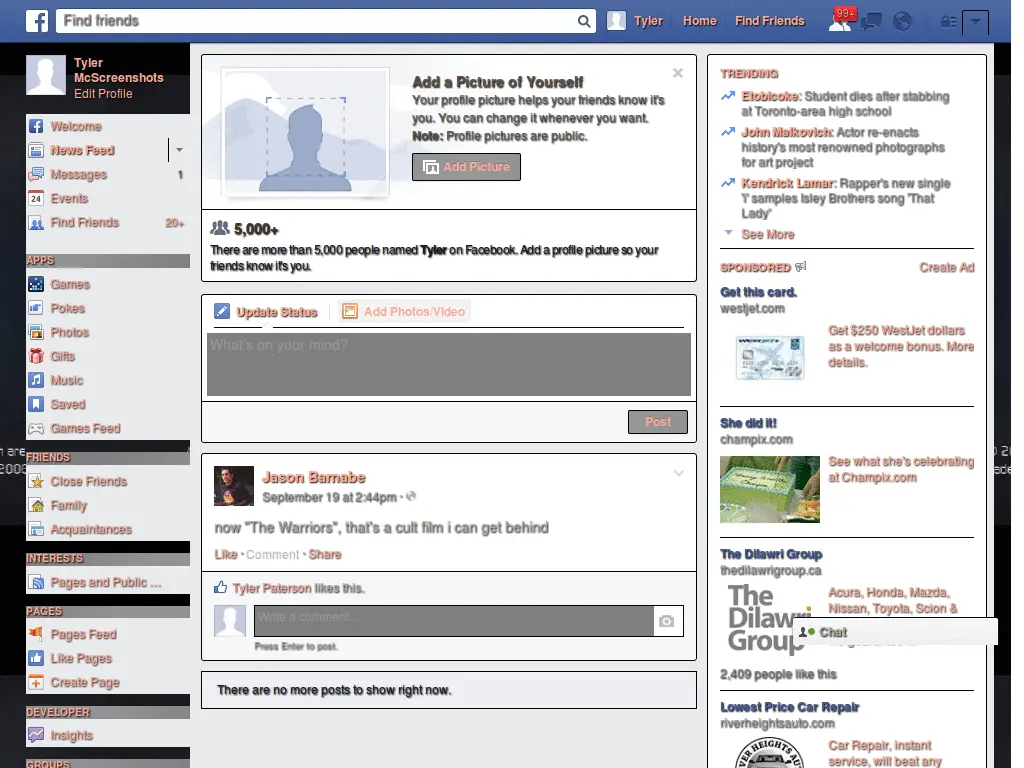 Find friends
Tyler
Home
Find Friends
99+
Tyler
McScreenshots
Edit Profile
Welcome
News Feed
Messages
1
24
Events
Find Friends
20+
APPS
Games
Pokes
Photos
Gifts
Music
Saved
Games Feed
FRIENDS
Close Friends
Family
Acquaintances
INTERESTS
Pages and Public ...
PAGES
Pages Feed
Like Pages
Create Page
DEVELOPER
Insights
GROUPS
Add a Picture of Yourself
Your profile picture helps your friends know it's
you. You can change it whenever you want.
Note: Profile pictures are public.
Add Picture
5,000+
There are more than 5,000 people named Tyler on Facebook. Add a profile picture so your
friends know it's you.
Update Status
Add Photos/Video
What's on your mind?
Post
Jason Barnabe
September 19 at 2:44pm ·
now "The Warriors", that's a cult film i can get behind
Like · Comment · Share
Tyler Paterson likes this.
Write a comment...
Press Enter to post.
There are no more posts to show right now.
TRENDING
Etobicoke: Student dies after stabbing
at Toronto-area high school
John Malkovich: Actor re-enacts
history's most renowned photographs
for art project
Kendrick Lamar: Rapper's new single
'i' samples Isley Brothers song 'That
Lady'
See More
SPONSORED
Create Ad
Get this card.
westjet.com
WESTJET
Get $250 WestJet dollars
as a welcome bonus. More
details.
She did it!
champix.com
See what she's celebrating
at Champix.com
The Dilawri Group
thedilawrigroup.ca
The
Dilawri
Group
Acura, Honda, Mazda,
Nissan, Toyota, Scion &
Chat
2,409 people like this
Lowest Price Car Repair
riverheightsauto.com
Car Repair, instant
service, will beat any